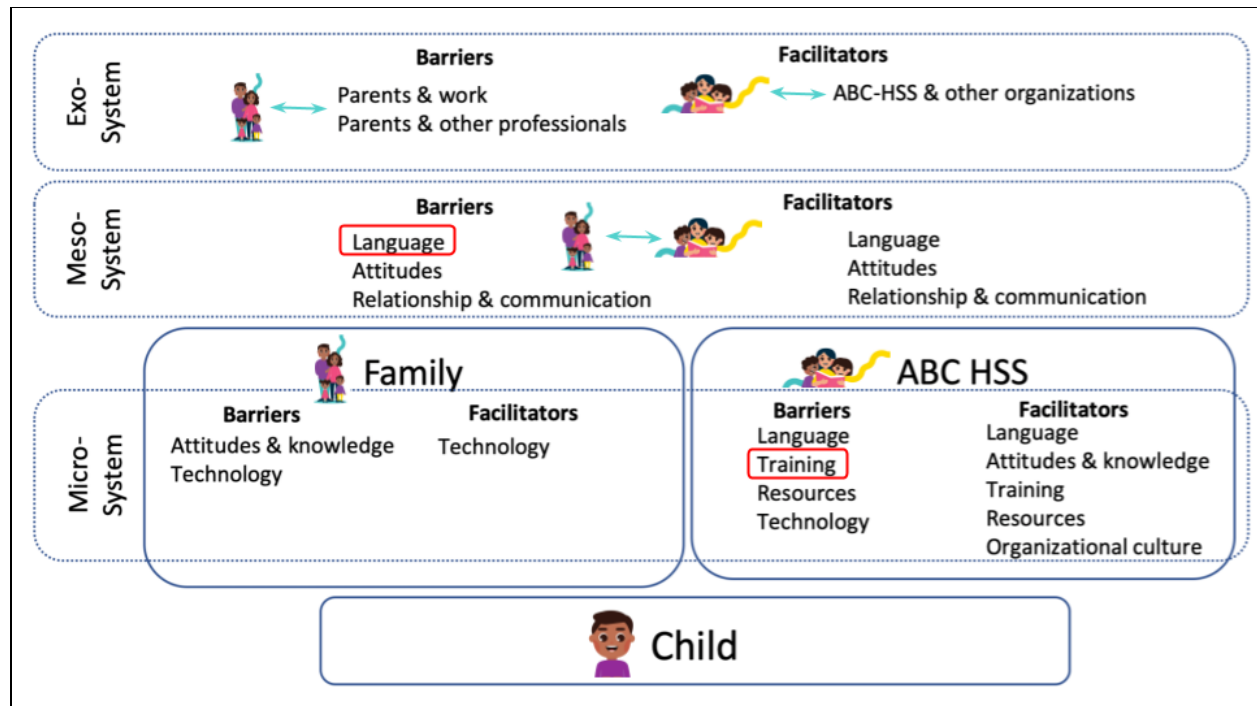 Exo-
System
Barriers
Parents & work
Parents & other professionals
Facilitators
ABC-HSS & other organizations
Meso-
System
Barriers
Language
Attitudes
Relationship & communication
Facilitators
Language
Attitudes
Relationship & communication
Micro-
System
Family
Barriers
Attitudes & knowledge
Technology
Facilitators
Technology
ABC HSS
Barriers
Language
Training
Resources
Technology
Facilitators
Language
Attitudes & knowledge
Training
Resources
Organizational culture
Child